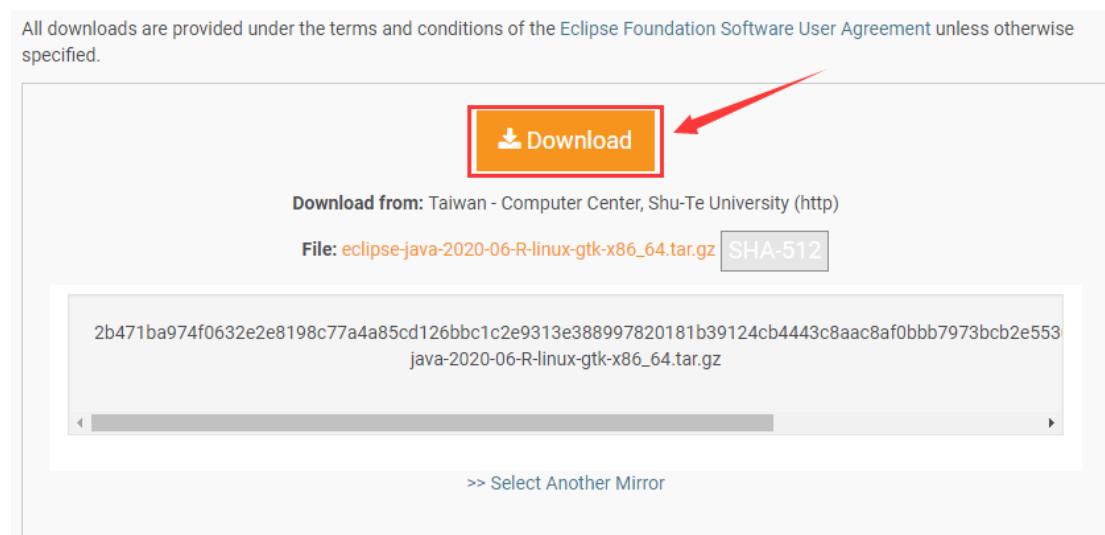 All downloads are provided under the terms and conditions of the Eclipse Foundation Software User Agreement unless otherwise
specified.
Download
Download from: Taiwan - Computer Center, Shu-Te University (http)
File: eclipse-java-2020-06-R-linux-gtk-x86_64.tar.gz SHA-512
2b471ba974f0632e2e8198c77a4a85cd126bbc1c2e9313e388997820181b39124cb4443c8aac8af0bbb7973bcb2e553
java-2020-06-R-linux-gtk-x86_64.tar.gz
>> Select Another Mirror